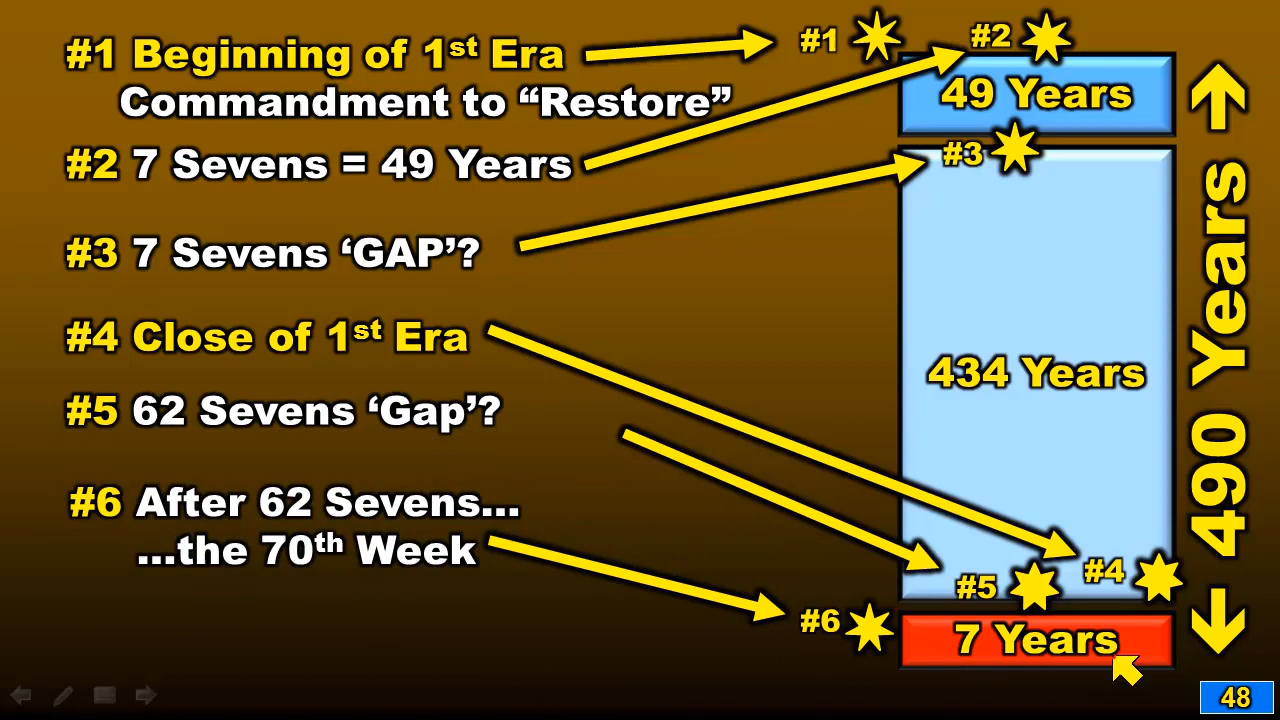 #1 Beginning of 1st Era
Commandment to “Restore”
#2 7 Sevens = 49 Years
#3 7 Sevens ‘GAP’?
#4 Close of 1st Era
#5 62 Sevens ‘Gap’?
#6 After 62 Sevens...
...the 70th Week
#1
#2
49 Years
#3
434 Years
#5
#4
#6
7 Years
490 Years
48